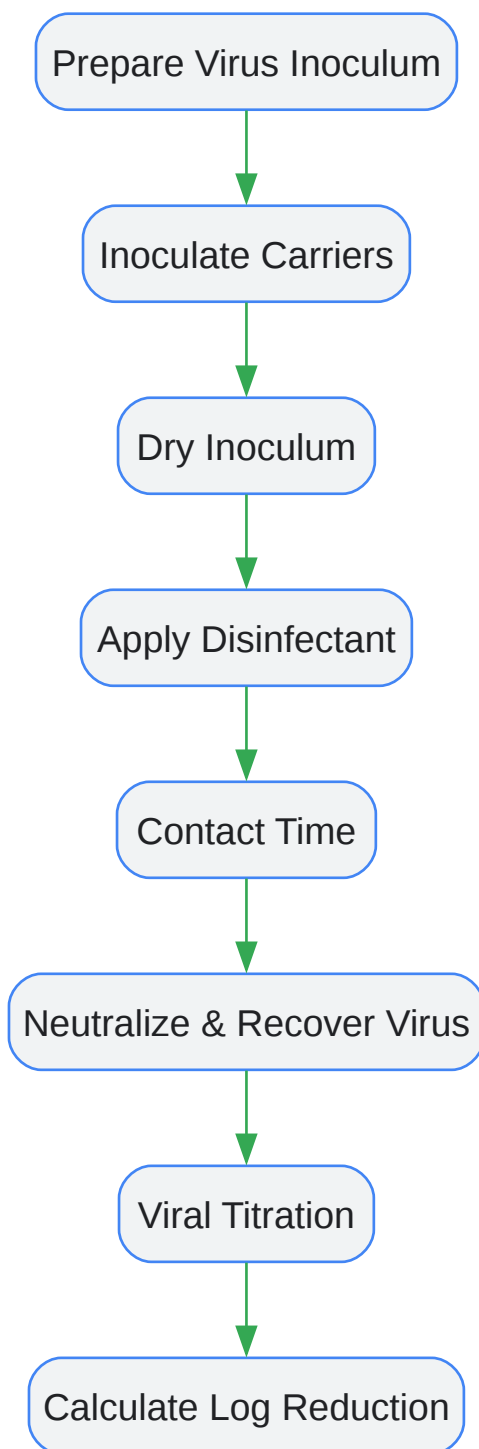 Prepare Virus Inoculum
Inoculate Carriers
Dry Inoculum
Apply Disinfectant
Contact Time
Neutralize & Recover Virus
Viral Titration
Calculate Log Reduction